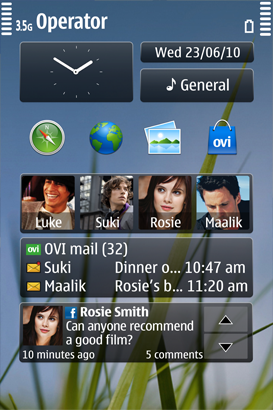 3.5G Operator
Wed 23/06/10
General
ovi
Luke Suki Rosie Maalik
ovi OVI mail (32)
Suki Dinner o... 10:47 am
Maalik Rosie's b... 11:20 am
f Rosie Smith
Can anyone recommend
a good film?
10 minutes ago 5 comments